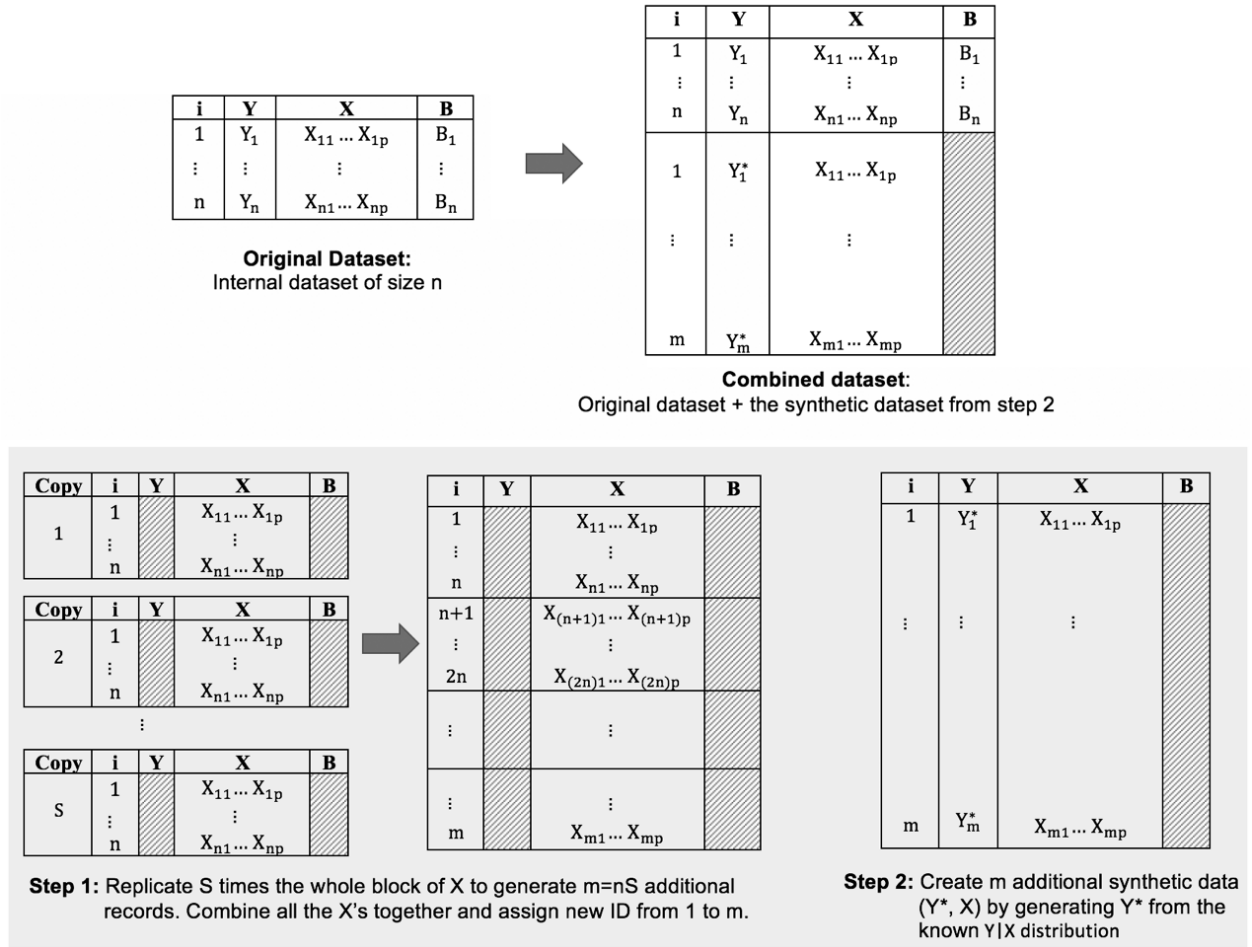 i Y X B
1 Y₁ X₁₁ ... X₁ₚ B₁
⋮ ⋮ ⋮ ⋮
n Yₙ Xₙ₁... Xₙₚ Bₙ
Original Dataset:
Internal dataset of size n
i Y X B
1 Y₁ X₁₁ ... X₁ₚ B₁
⋮ ⋮ ⋮ ⋮
n Yₙ Xₙ₁... Xₙₚ Bₙ
1 Y₁* X₁₁ ... X₁ₚ
⋮ ⋮ ⋮
m Yₘ* Xₘ₁... Xₘₚ
Combined dataset:
Original dataset + the synthetic dataset from step 2
Copy i Y X B
1 1 X₁₁ ... X₁ₚ
⋮ ⋮
n Xₙ₁... Xₙₚ
Copy i Y X B
2 1 X₁₁ ... X₁ₚ
⋮ ⋮
n Xₙ₁... Xₙₚ
⋮
Copy i Y X B
S 1 X₁₁ ... X₁ₚ
⋮ ⋮
n Xₙ₁... Xₙₚ
i Y X B
1 X₁₁ ... X₁ₚ
⋮ ⋮
n Xₙ₁... Xₙₚ
n+1 X₍ₙ₊₁₎₁... X₍ₙ₊₁₎ₚ
⋮ ⋮
2n X₍₂ₙ₎₁... X₍₂ₙ₎ₚ
⋮ ⋮
⋮ ⋮
m Xₘ₁... Xₘₚ
Step 1: Replicate S times the whole block of X to generate m=nS additional
records. Combine all the X's together and assign new ID from 1 to m.
i Y X B
1 Y₁* X₁₁ ... X₁ₚ
⋮ ⋮ ⋮
m Yₘ* Xₘ₁... Xₘₚ
Step 2: Create m additional synthetic data
(Y*, X) by generating Y* from the
known Y|X distribution